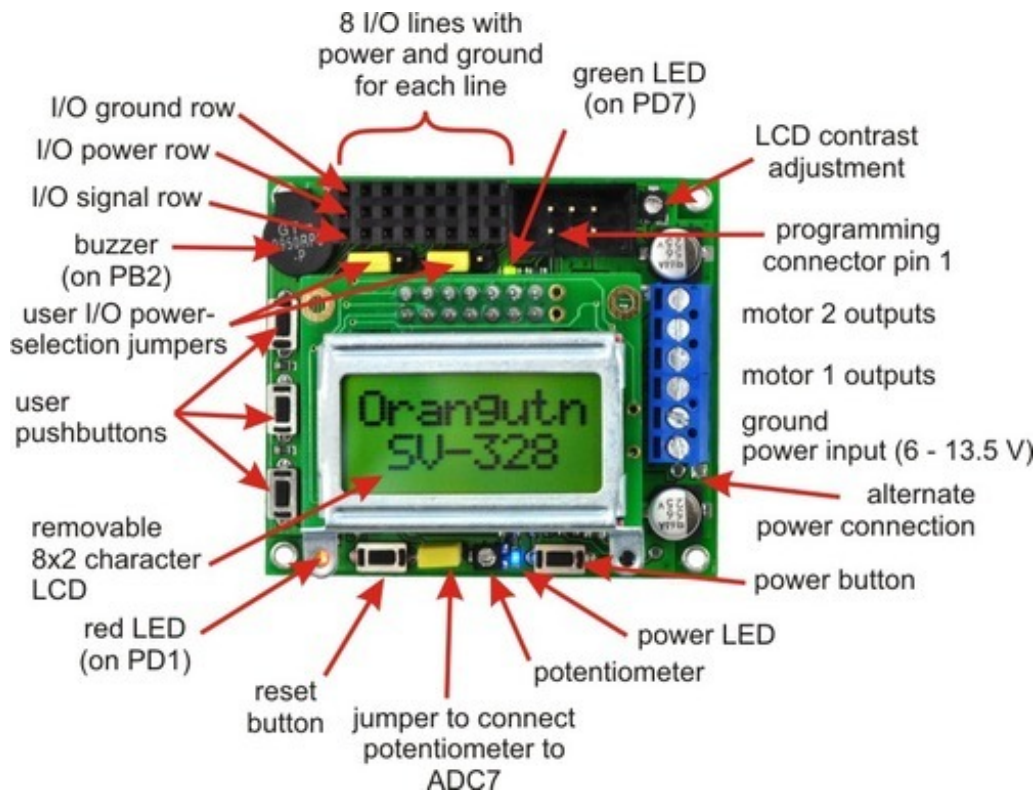 8 I/O lines with
power and ground
for each line
green LED
(on PD7)
I/O ground row
I/O power row
I/O signal row
LCD contrast
adjustment
buzzer
(on PB2)
programming
connector pin 1
user I/O power-
selection jumpers
motor 2 outputs
motor 1 outputs
user
pushbuttons
ground
power input (6 - 13.5 V)
Orangutn
SV-328
alternate
power connection
removable
8x2 character
LCD
power button
red LED
(on PD1)
power LED
potentiometer
reset
button
jumper to connect
potentiometer to
ADC7